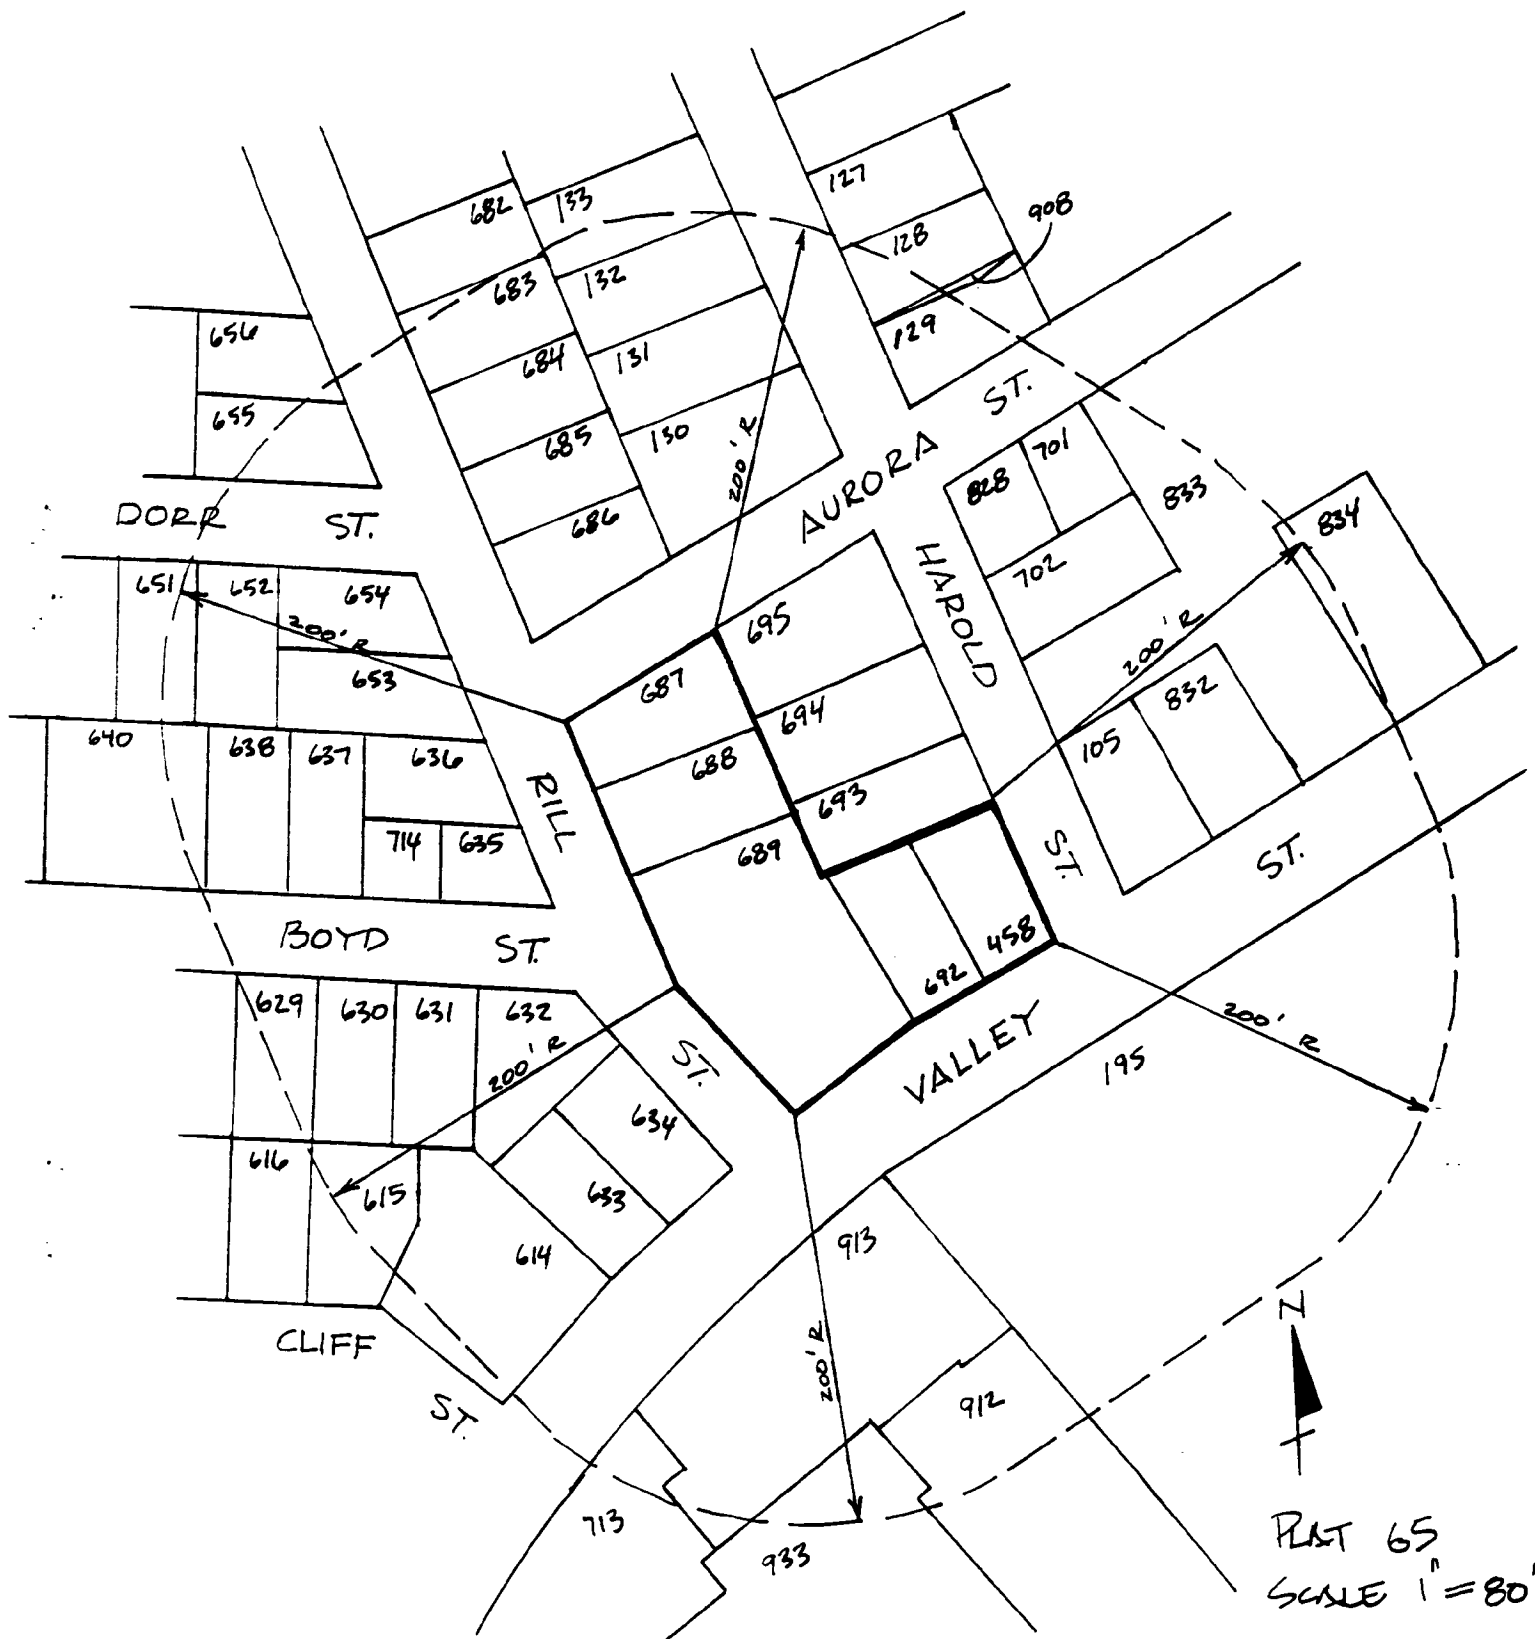 127
682
133
908
128
683
132
656
129
684
131
ST.
655
685
130
200' R
701
AURORA
828
686
833
DORR ST.
834
HAROLD
702
651
652
654
200' R
695
200' R
653
687
832
694
640
638
637
636
688
105
RILL
693
714
635
689
ST.
ST.
BOYD ST.
458
692
629
630
631
632
200' R
VALLEY
200' R
ST.
195
634
616
615
633
614
913
N
CLIFF
200' R
912
ST.
713
933
PLAT 65
SCALE 1"=80'